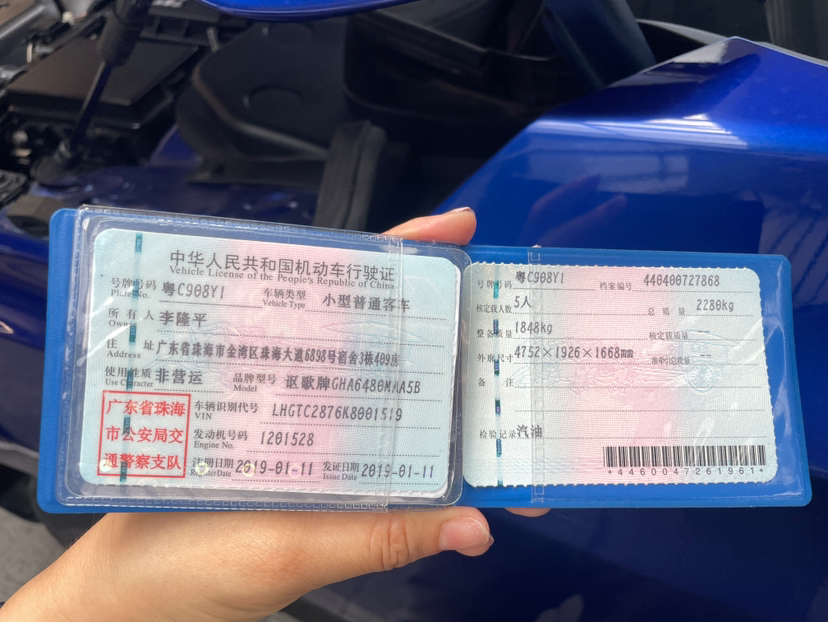 中华人民共和国机动车行驶证
Vehicle License of the People's Republic of China
号牌号码 粤C908Y1 车辆类型 小型普通客车
Plate No. Vehicle Type
所有人 李隆平
Owner
住址 广东省珠海市金湾区珠海大道6898号宿舍3栋409房
Address
使用性质 非营运 品牌型号 讴歌牌GHA6480MAA5B
Use Character Model
广东省珠海
市公安局交
通警察支队
车辆识别代号 LHGTC2876K8001519
VIN
发动机号码 1201528
Engine No.
注册日期 2019-01-11 发证日期 2019-01-11
Register Date Issue Date
号牌号码 粤C908Y1 档案编号 440400727868
核定载人数 5人 总质量 2280kg
整备质量 1848kg 核定载质量 --
外廓尺寸 4752×1926×1668mm 准牵总质量 --
备注
检验记录 汽油
*4460047261961*